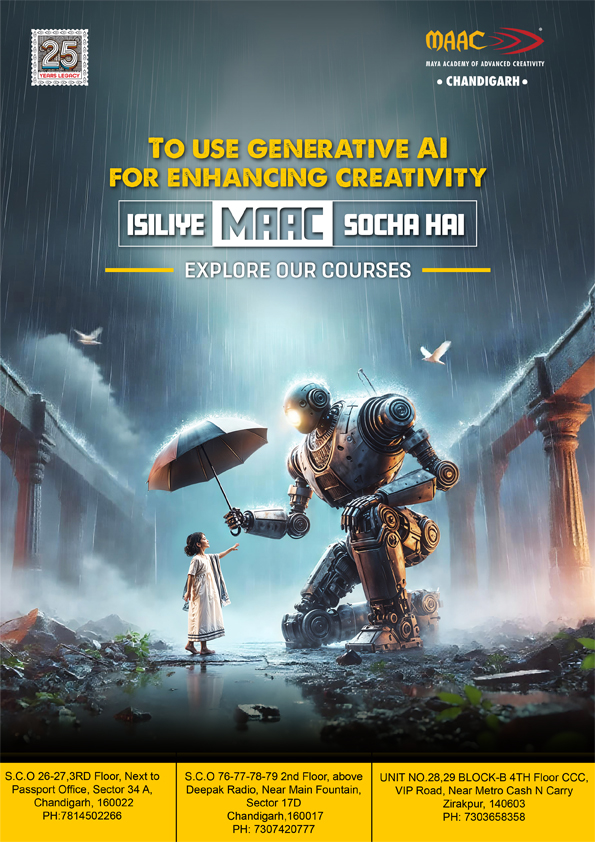 25
YEARS LEGACY
MAAC
MAYA ACADEMY OF ADVANCED CREATIVITY
• CHANDIGARH •
TO USE GENERATIVE AI
FOR ENHANCING CREATIVITY
ISILIYE MAAC SOCHA HAI
EXPLORE OUR COURSES
S.C.O 26-27,3RD Floor, Next to
Passport Office, Sector 34 A,
Chandigarh, 160022
PH:7814502266
S.C.O 76-77-78-79 2nd Floor, above
Deepak Radio, Near Main Fountain,
Sector 17D
Chandigarh,160017
PH: 7307420777
UNIT NO.28,29 BLOCK-B 4TH Floor CCC,
VIP Road, Near Metro Cash N Carry
Zirakpur, 140603
PH: 7303658358